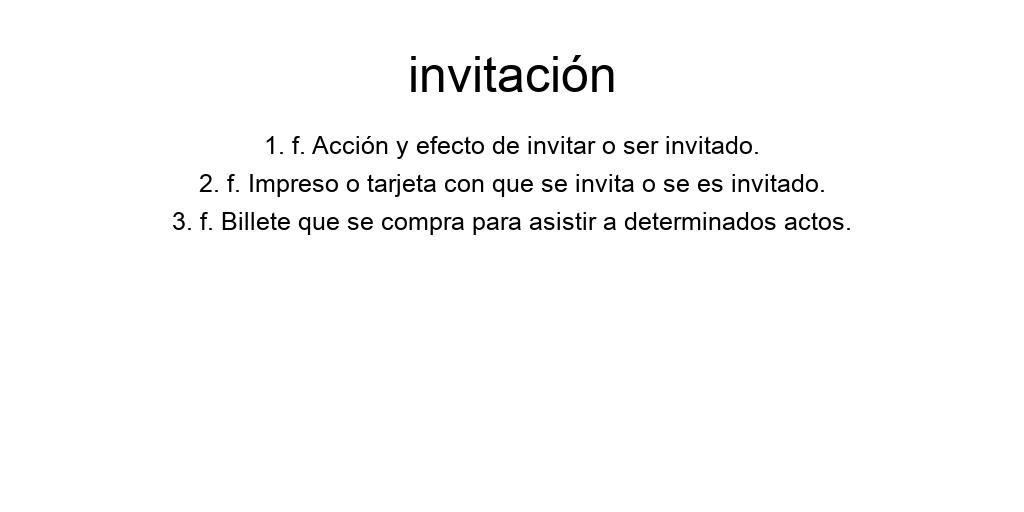 invitación
1. f. Acción y efecto de invitar o ser invitado.
2. f. Impreso o tarjeta con que se invita o se es invitado.
3. f. Billete que se compra para asistir a determinados actos.